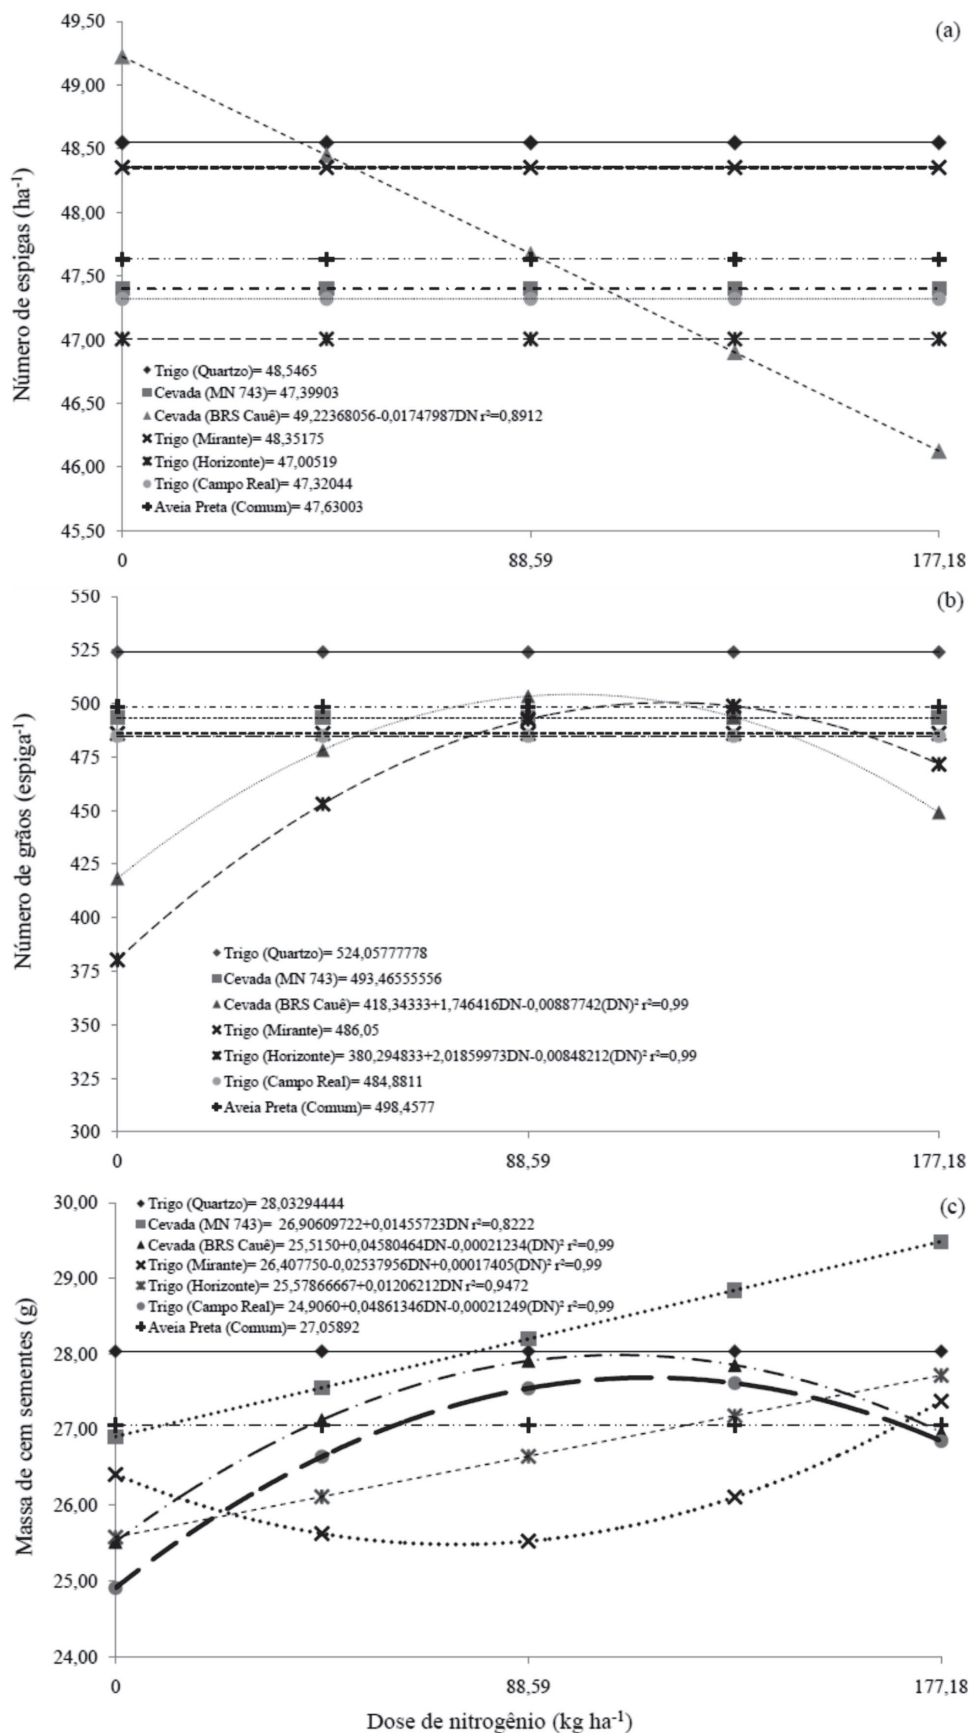 (a)
Número de espigas (ha⁻¹)
49,50
49,00
48,50
48,00
47,50
47,00
46,50
46,00
45,50
Trigo (Quartzo)= 48,5465
Cevada (MN 743)= 47,39903
Cevada (BRS Cauê)= 49,22368056-0,01747987DN r²=0,8912
Trigo (Mirante)= 48,35175
Trigo (Horizonte)= 47,00519
Trigo (Campo Real)= 47,32044
Aveia Preta (Comum)= 47,63003
0 88,59 177,18
(b)
Número de grãos (espiga⁻¹)
550
525
500
475
450
425
400
375
350
325
300
Trigo (Quartzo)= 524,05777778
Cevada (MN 743)= 493,46555556
Cevada (BRS Cauê)= 418,34333+1,746416DN-0,00887742(DN)² r²=0,99
Trigo (Mirante)= 486,05
Trigo (Horizonte)= 380,294833+2,01859973DN-0,00848212(DN)² r²=0,99
Trigo (Campo Real)= 484,8811
Aveia Preta (Comum)= 498,4577
0 88,59 177,18
(c)
Massa de cem sementes (g)
30,00
29,00
28,00
27,00
26,00
25,00
24,00
Trigo (Quartzo)= 28,03294444
Cevada (MN 743)= 26,90609722+0,01455723DN r²=0,8222
Cevada (BRS Cauê)= 25,5150+0,04580464DN-0,00021234(DN)² r²=0,99
Trigo (Mirante)= 26,407750-0,02537956DN+0,00017405(DN)² r²=0,99
Trigo (Horizonte)= 25,57866667+0,01206212DN r²=0,9472
Trigo (Campo Real)= 24,9060+0,04861346DN-0,00021249(DN)² r²=0,99
Aveia Preta (Comum)= 27,05892
0 88,59 177,18
Dose de nitrogênio (kg ha⁻¹)